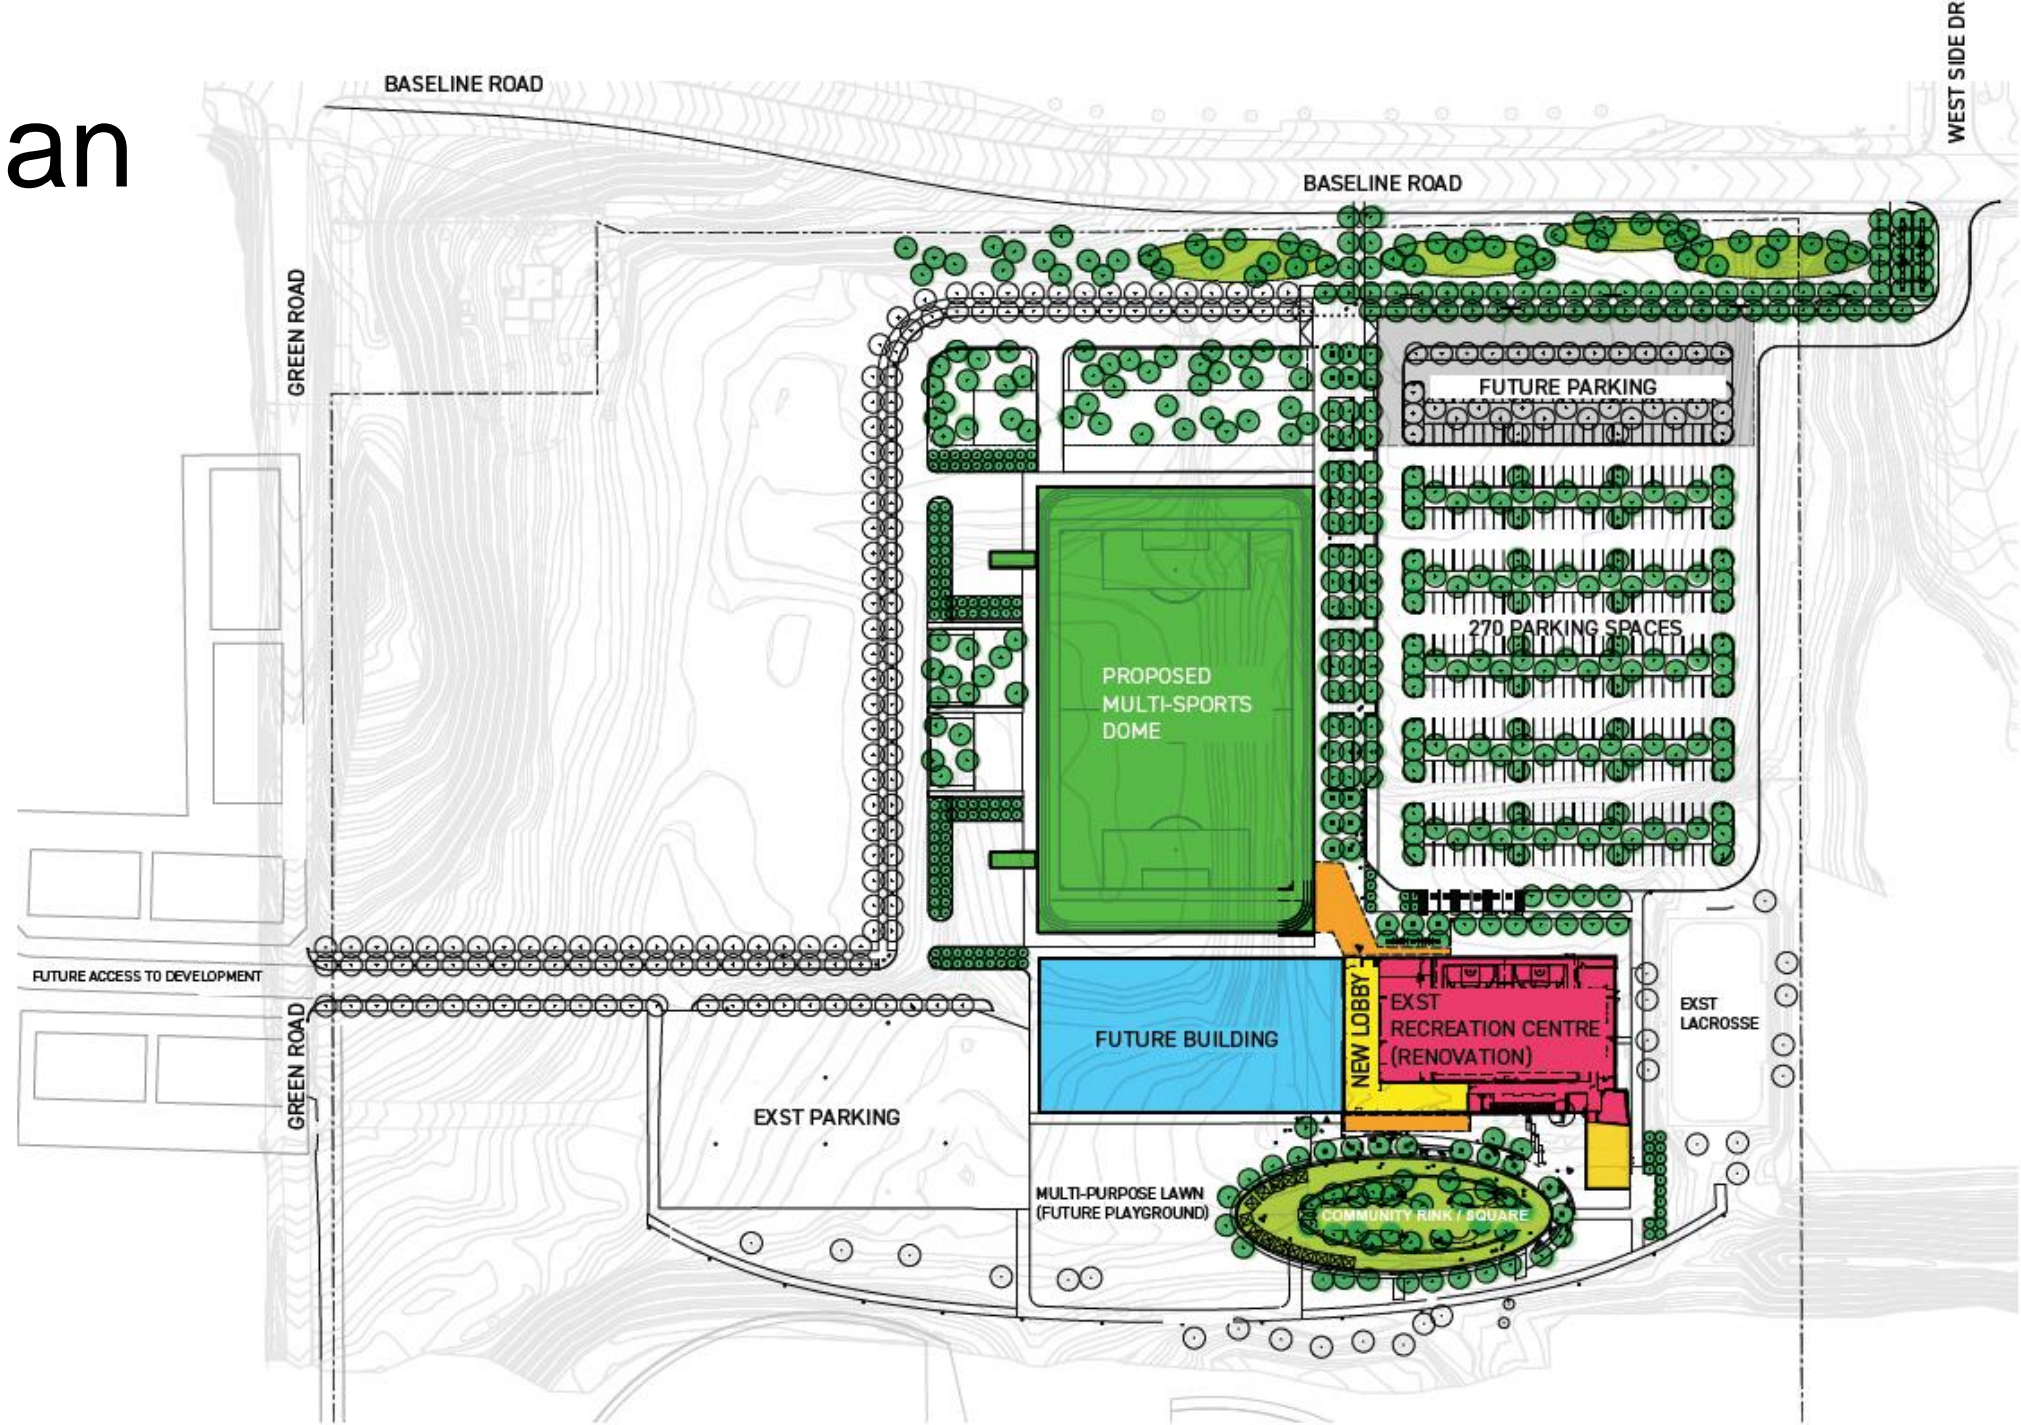 an
BASELINE ROAD
WEST SIDE DR
BASELINE ROAD
GREEN ROAD
FUTURE PARKING
270 PARKING SPACES
PROPOSED
MULTI-SPORTS
DOME
FUTURE ACCESS TO DEVELOPMENT
GREEN ROAD
FUTURE BUILDING
NEW LOBBY
EXST
RECREATION CENTRE
(RENOVATION)
EXST
LACROSSE
EXST PARKING
MULTI-PURPOSE LAWN
(FUTURE PLAYGROUND)
COMMUNITY RINK / SQUARE